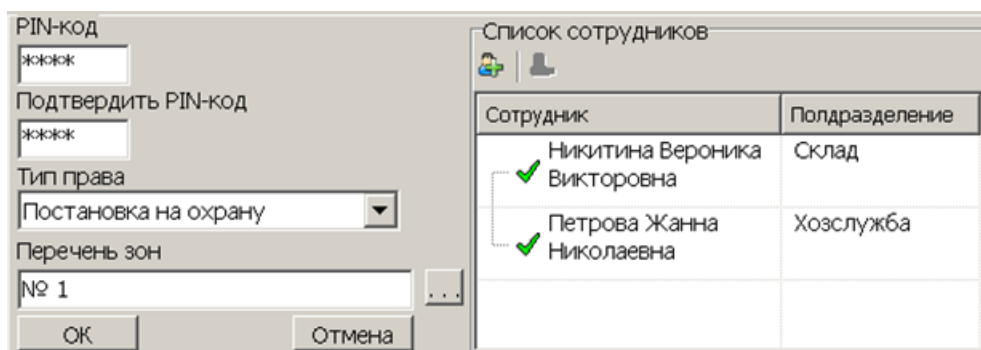 PIN-код
****
Подтвердить PIN-код
****
Тип права
Постановка на охрану
Перечень зон
№ 1
...
ОК
Отмена
Список сотрудников
Сотрудник
Полдразделение
Никитина Вероника
Викторовна
Склад
Петрова Жанна
Николаевна
Хозслужба